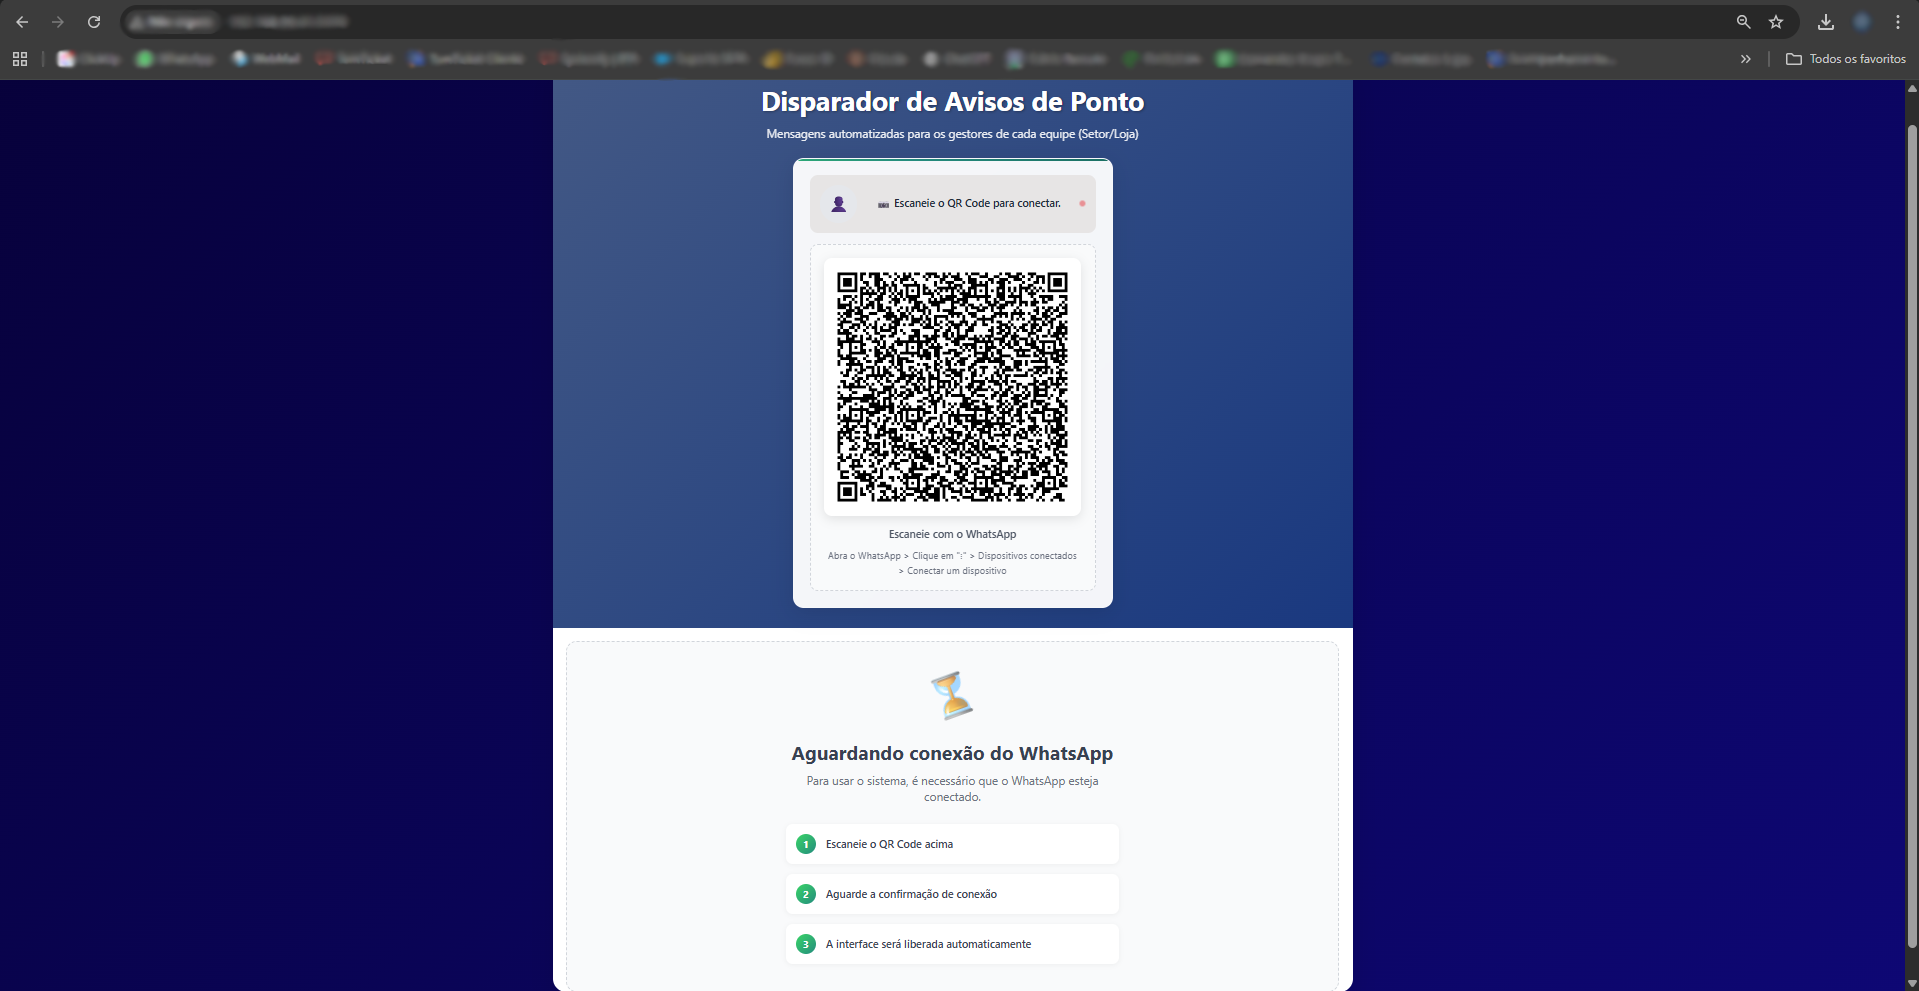 Todos os favoritos
Disparador de Avisos de Ponto
Mensagens automatizadas para os gestores de cada equipe (Setor/Loja)
Escaneie o QR Code para conectar.
Escaneie com o WhatsApp
Abra o WhatsApp > Clique em ":" > Dispositivos conectados
> Conectar um dispositivo
Aguardando conexão do WhatsApp
Para usar o sistema, é necessário que o WhatsApp esteja
conectado.
1 Escaneie o QR Code acima
2 Aguarde a confirmação de conexão
3 A interface será liberada automaticamente